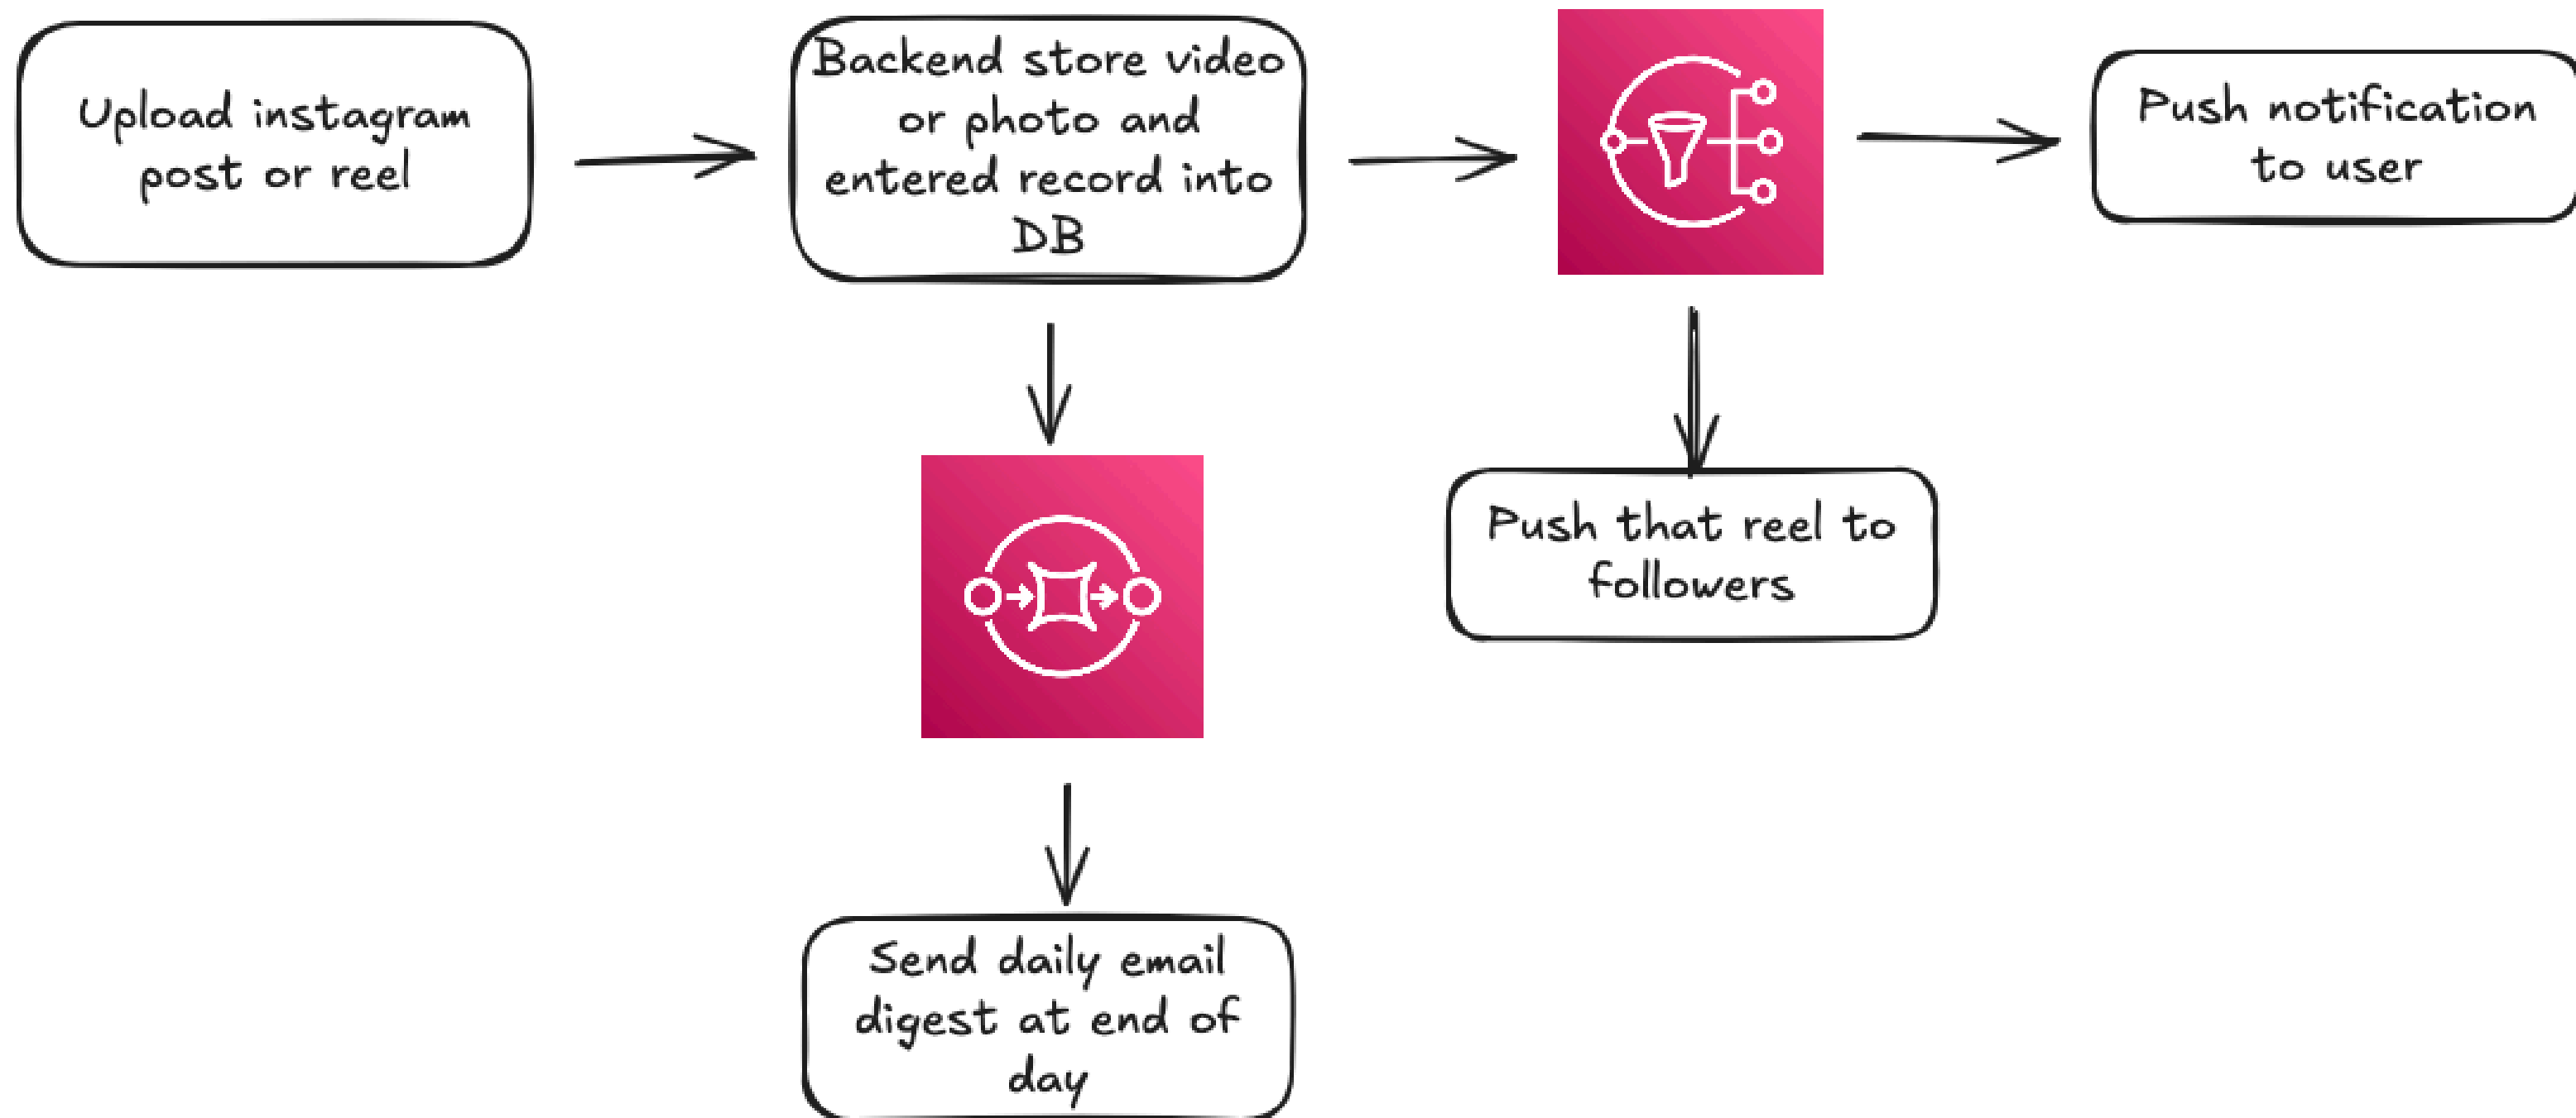 Upload instagram
post or reel
Backend store video
or photo and
entered record into
DB
Push notification
to user
Push that reel to
followers
Send daily email
digest at end of
day